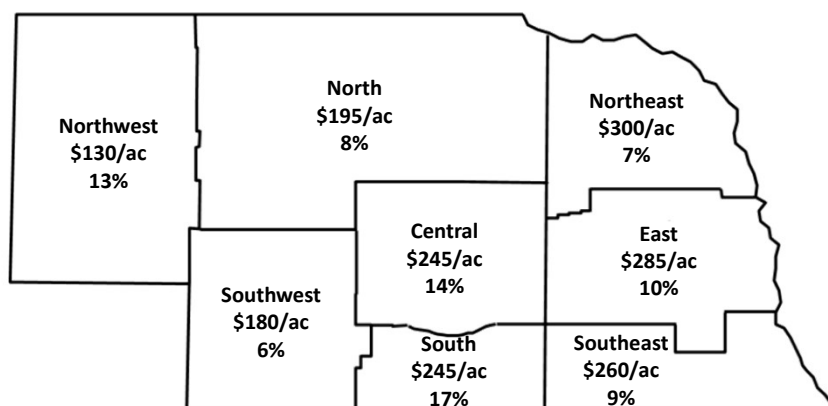 North
$195/ac
8%
Northeast
$300/ac
7%
Northwest
$130/ac
13%
Central
$245/ac
14%
East
$285/ac
10%
Southwest
$180/ac
6%
South
$245/ac
17%
Southeast
$260/ac
9%